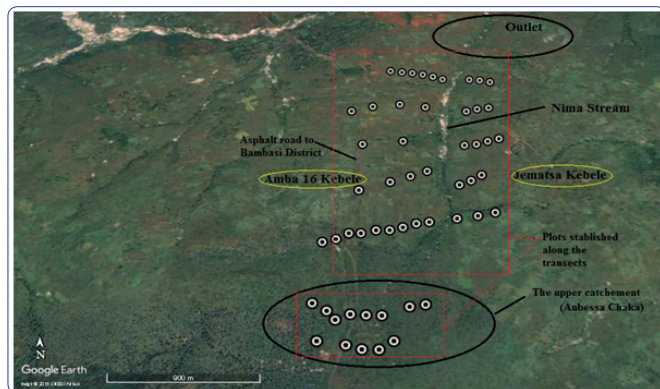 Outlet
Nima Stream
Asphalt road to
Bambasi District
Amba 16 Kebele
Jematsa Kebele
Plots stablished
along the
transects
The upper catchement
(Anbessa Chaka)
N
Google Earth
900 m